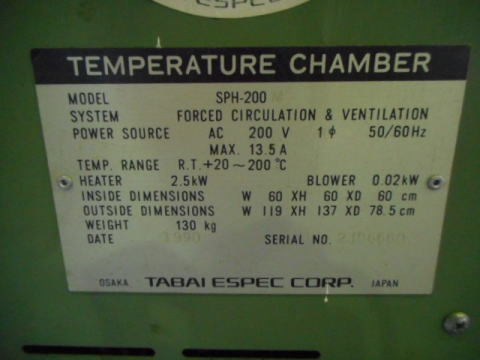 ESPEC
TEMPERATURE CHAMBER
MODEL SPH-200
SYSTEM FORCED CIRCULATION & VENTILATION
POWER SOURCE AC 200 V 1ϕ 50/60Hz
MAX. 13.5 A
TEMP. RANGE R.T.+20~200 ℃
HEATER 2.5kW BLOWER 0.02kW
INSIDE DIMENSIONS W 60 XH 60 XD 60 cm
OUTSIDE DIMENSIONS W 119 XH 137 XD 78.5 cm
WEIGHT 130 kg
DATE 1990 SERIAL NO.
OSAKA TABAI ESPEC CORP. JAPAN